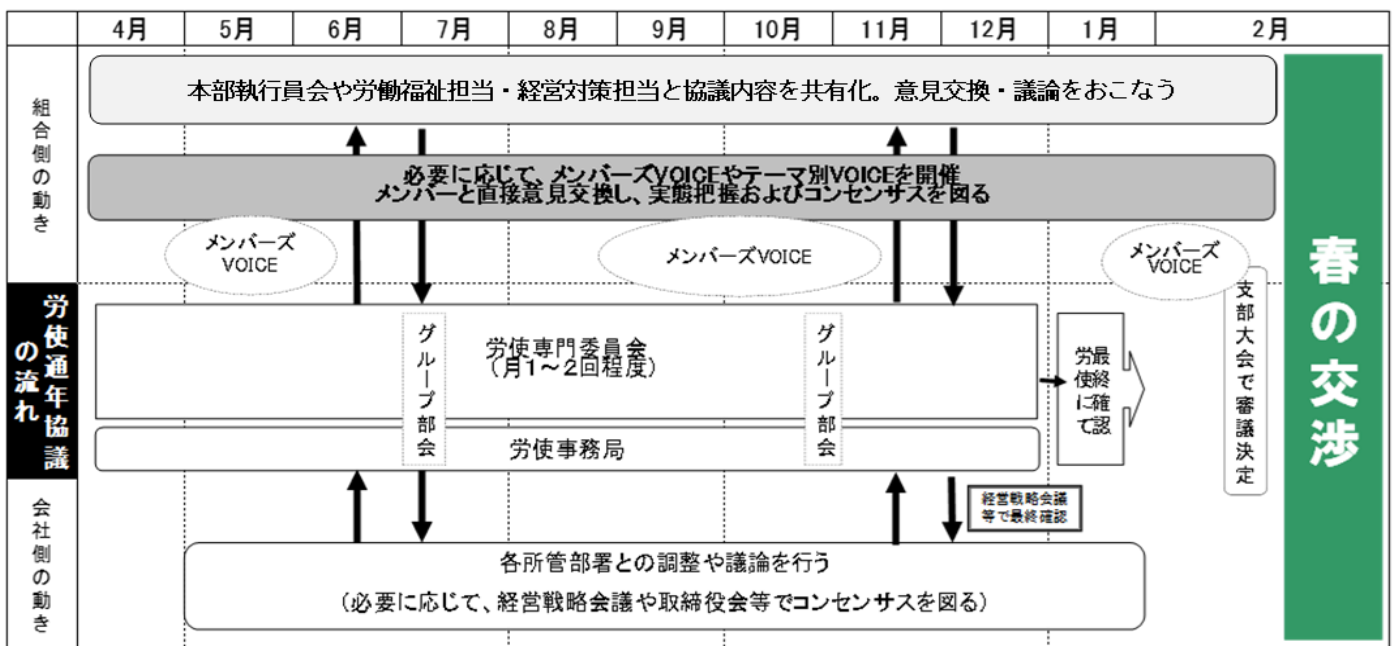 4月 5月 6月 7月 8月 9月 10月 11月 12月 1月 2月
組合側の動き
本部執行員会や労働福祉担当・経営対策担当と協議内容を共有化。意見交換・議論をおこなう
必要に応じて、メンバーズVOICEやテーマ別VOICEを開催
メンバーと直接意見交換し、実態把握およびコンセンサスを図る
メンバーズ
VOICE
メンバーズVOICE
メンバーズ
VOICE
労使通年協議
の流れ
グループ部会
労使専門委員会
(月1～2回程度)
グループ部会
労使事務局
最終確認
労使にて
支部大会で審議決定
春の交渉
経営戦略会議
等で最終確認
会社側の動き
各所管部署との調整や議論を行う
(必要に応じて、経営戦略会議や取締役会等でコンセンサスを図る)